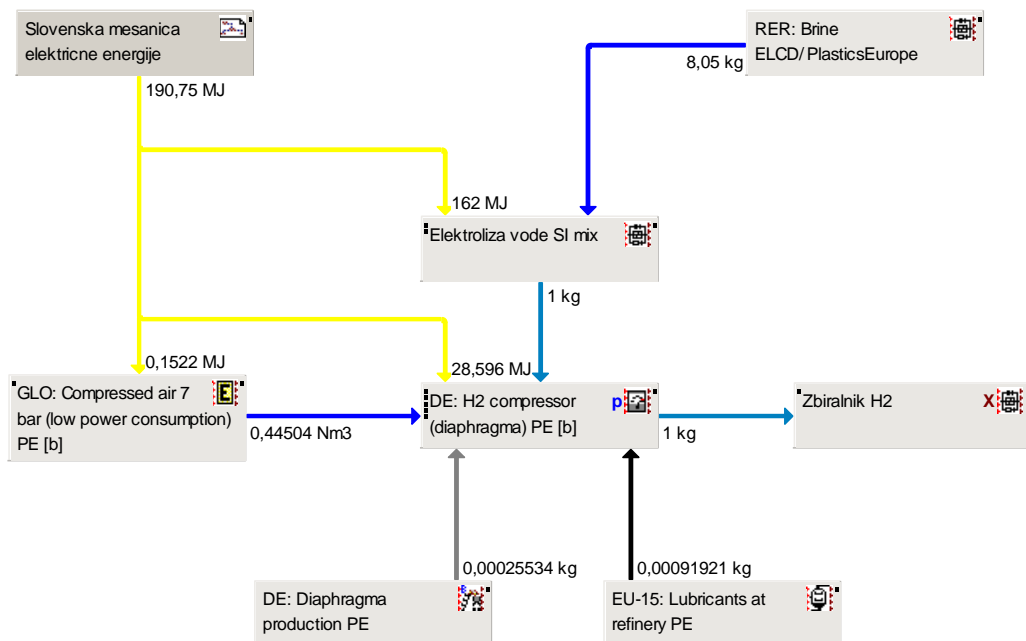 Slovenska mesanica
elektricne energije
RER: Brine
ELCD/PlasticsEurope
190,75 MJ
8,05 kg
162 MJ
Elektroliza vode SI mix
1 kg
0,1522 MJ
28,596 MJ
GLO: Compressed air 7
bar (low power consumption)
PE [b]
0,44504 Nm3
DE: H2 compressor
(diaphragma) PE [b]
p
1 kg
Zbiralnik H2
X
0,00025534 kg
0,00091921 kg
DE: Diaphragma
production PE
EU-15: Lubricants at
refinery PE